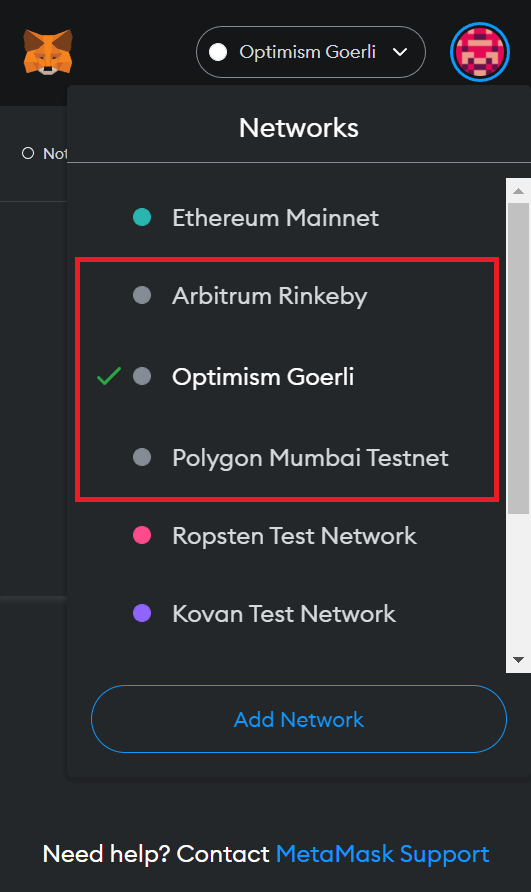 Optimism Goerli
Networks
Not
Ethereum Mainnet
Arbitrum Rinkeby
Optimism Goerli
Polygon Mumbai Testnet
Ropsten Test Network
Kovan Test Network
Add Network
Need help? Contact MetaMask Support